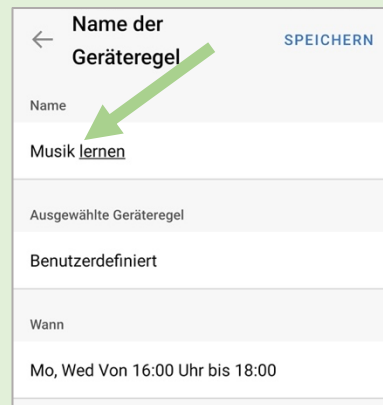 Name der
Geräteregel
SPEICHERN
Name
Musik lernen
Ausgewählte Geräteregel
Benutzerdefiniert
Wann
Mo, Wed Von 16:00 Uhr bis 18:00